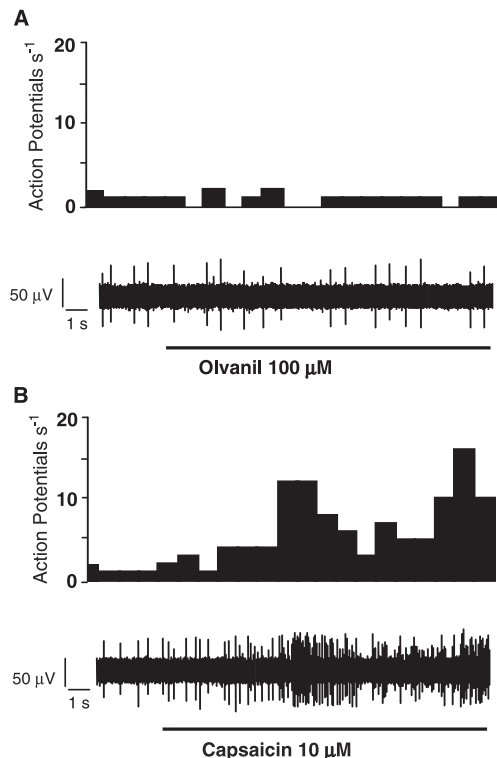 A
20
10
0
Action Potentials s-1
50 μV
1 s
Olvanil 100 μM
B
20
10
0
Action Potentials s-1
50 μV
1 s
Capsaicin 10 μM